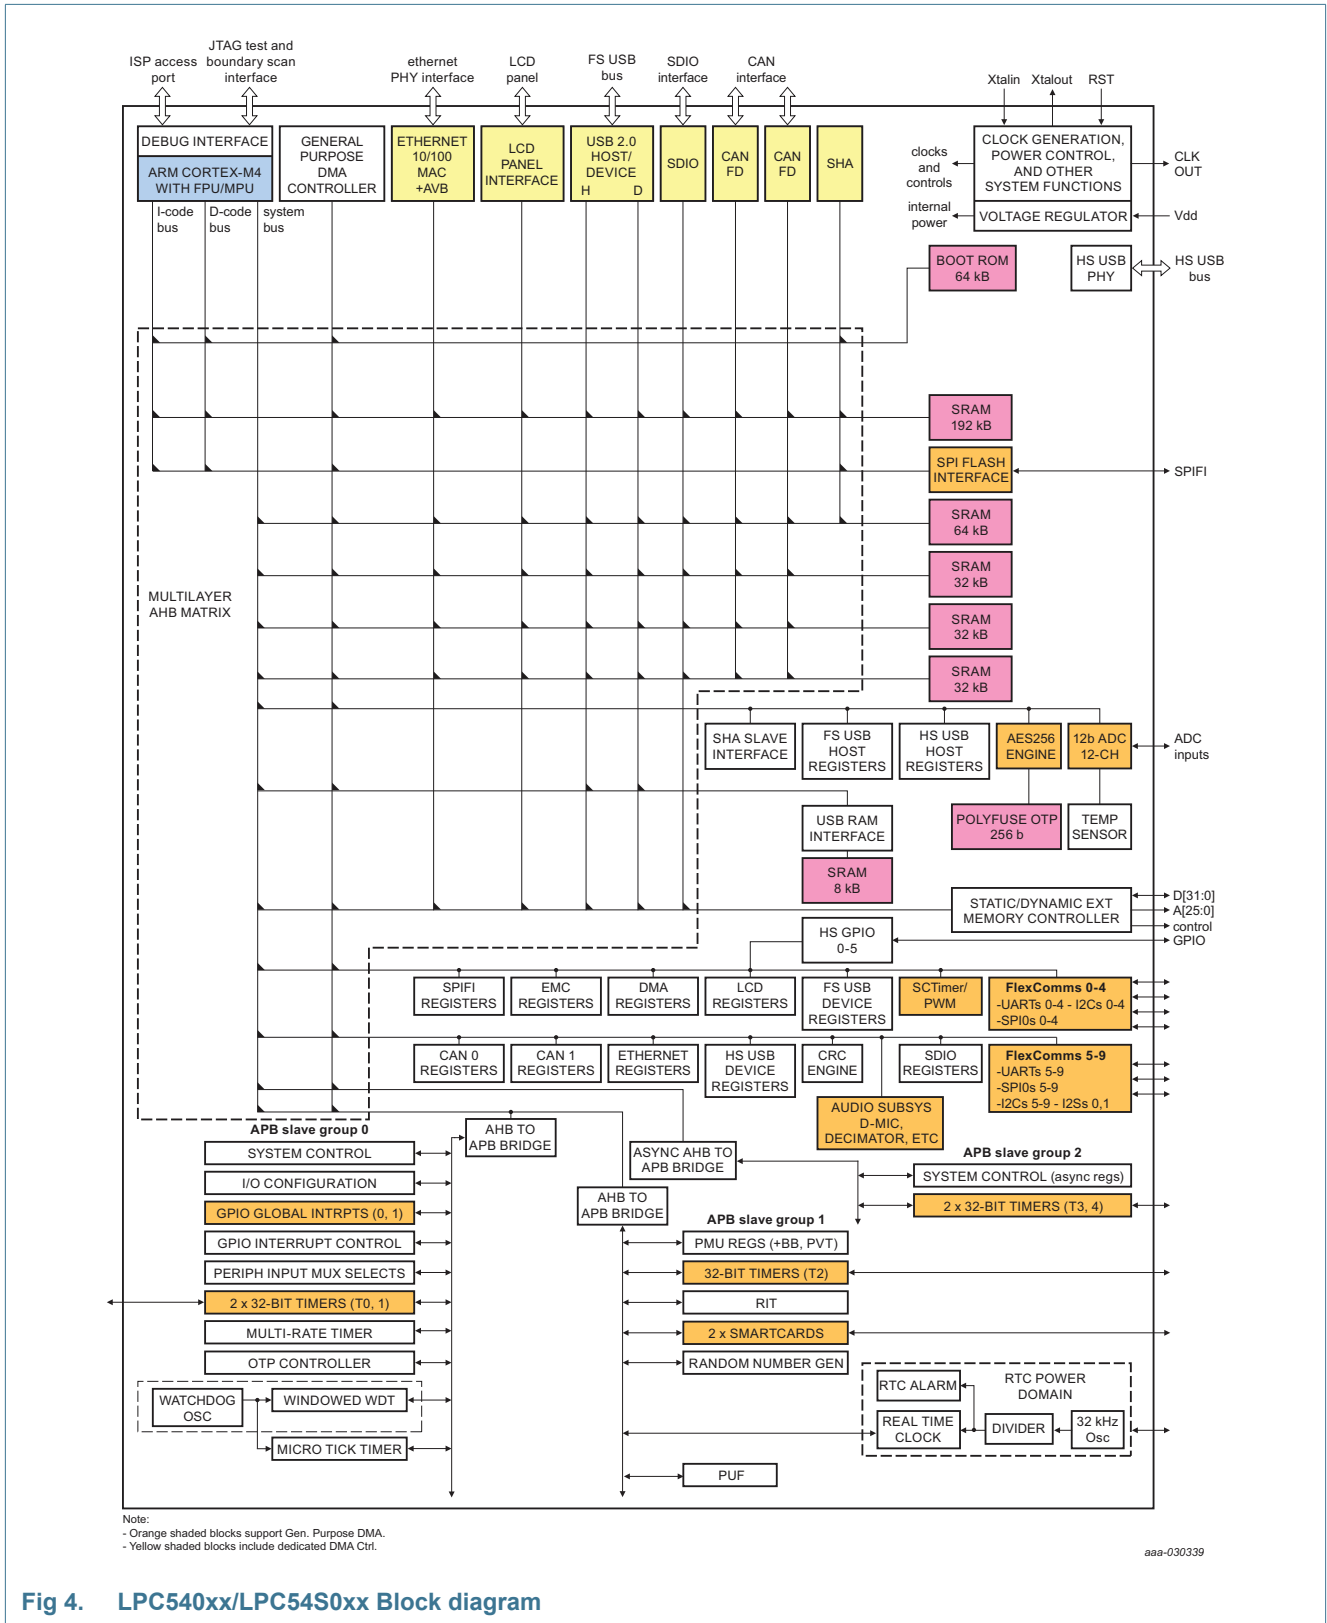 ISP access
port
JTAG test and
boundary scan
interface
ethernet
PHY interface
LCD
panel
FS USB
bus
SDIO
interface
CAN
interface
Xtalin
Xtalout
RST
DEBUG INTERFACE
ARM CORTEX-M4
WITH FPU/MPU
GENERAL
PURPOSE
DMA
CONTROLLER
ETHERNET
10/100
MAC
+AVB
LCD
PANEL
INTERFACE
USB 2.0
HOST/
DEVICE
H D
SDIO
CAN
FD
CAN
FD
SHA
clocks
and
controls
CLOCK GENERATION,
POWER CONTROL,
AND OTHER
SYSTEM FUNCTIONS
CLK
OUT
internal
power
VOLTAGE REGULATOR
Vdd
I-code
bus
D-code
bus
system
bus
BOOT ROM
64 kB
HS USB
PHY
HS USB
bus
SRAM
192 kB
SPI FLASH
INTERFACE
SPIFI
SRAM
64 kB
SRAM
32 kB
MULTILAYER
AHB MATRIX
SRAM
32 kB
SRAM
32 kB
SHA SLAVE
INTERFACE
FS USB
HOST
REGISTERS
HS USB
HOST
REGISTERS
AES256
ENGINE
12b ADC
12-CH
ADC
inputs
USB RAM
INTERFACE
POLYFUSE OTP
256 b
TEMP
SENSOR
SRAM
8 kB
STATIC/DYNAMIC EXT
MEMORY CONTROLLER
D[31:0]
A[25:0]
control
GPIO
HS GPIO
0-5
SPIFI
REGISTERS
EMC
REGISTERS
DMA
REGISTERS
LCD
REGISTERS
FS USB
DEVICE
REGISTERS
SCTimer/
PWM
FlexComms 0-4
-UARTs 0-4 - I2Cs 0-4
-SPI0s 0-4
CAN 0
REGISTERS
CAN 1
REGISTERS
ETHERNET
REGISTERS
HS USB
DEVICE
REGISTERS
CRC
ENGINE
SDIO
REGISTERS
FlexComms 5-9
-UARTs 5-9
-SPI0s 5-9
-I2Cs 5-9 - I2Ss 0,1
AUDIO SUBSYS
D-MIC,
DECIMATOR, ETC
APB slave group 0
AHB TO
APB BRIDGE
ASYNC AHB TO
APB BRIDGE
APB slave group 2
SYSTEM CONTROL
SYSTEM CONTROL (async regs)
I/O CONFIGURATION
AHB TO
APB BRIDGE
2 x 32-BIT TIMERS (T3, 4)
GPIO GLOBAL INTRPTS (0, 1)
APB slave group 1
GPIO INTERRUPT CONTROL
PMU REGS (+BB, PVT)
PERIPH INPUT MUX SELECTS
32-BIT TIMERS (T2)
2 x 32-BIT TIMERS (T0, 1)
RIT
MULTI-RATE TIMER
2 x SMARTCARDS
OTP CONTROLLER
RANDOM NUMBER GEN
RTC ALARM
RTC POWER
DOMAIN
WATCHDOG
OSC
WINDOWED WDT
REAL TIME
CLOCK
DIVIDER
32 kHz
Osc
MICRO TICK TIMER
PUF
Note:
- Orange shaded blocks support Gen. Purpose DMA.
- Yellow shaded blocks include dedicated DMA Ctrl.
aaa-030339
Fig 4. LPC540xx/LPC54S0xx Block diagram